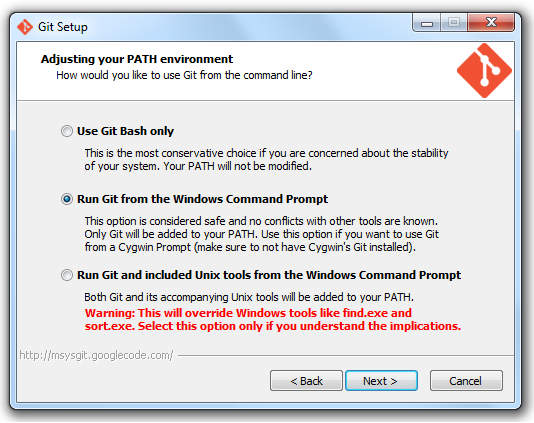 Git Setup
Adjusting your PATH environment
How would you like to use Git from the command line?
Use Git Bash only
This is the most conservative choice if you are concerned about the stability
of your system. Your PATH will not be modified.
Run Git from the Windows Command Prompt
This option is considered safe and no conflicts with other tools are known.
Only Git will be added to your PATH. Use this option if you want to use Git
from a Cygwin Prompt (make sure to not have Cygwin's Git installed).
Run Git and included Unix tools from the Windows Command Prompt
Both Git and its accompanying Unix tools will be added to your PATH.
Warning: This will override Windows tools like find.exe and
sort.exe. Select this option only if you understand the implications.
http://msysgit.googlecode.com/
< Back
Next >
Cancel